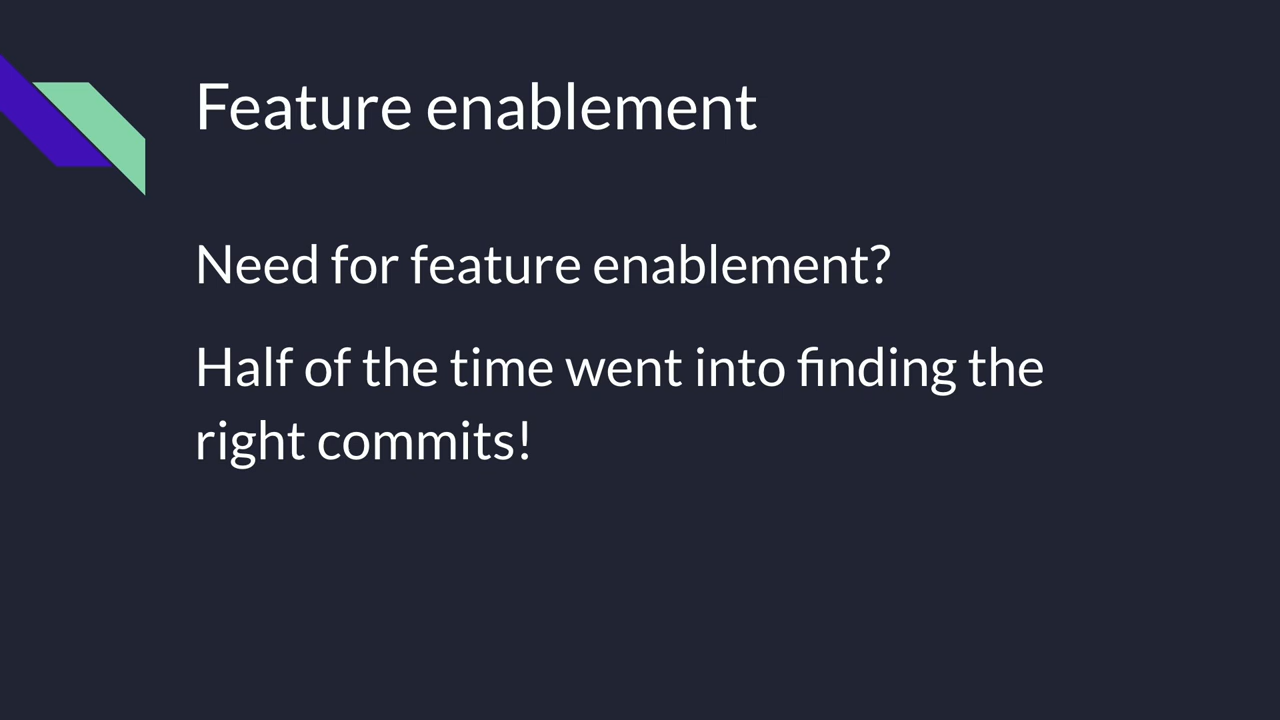 Feature enablement
Need for feature enablement?
Half of the time went into finding the
right commits!